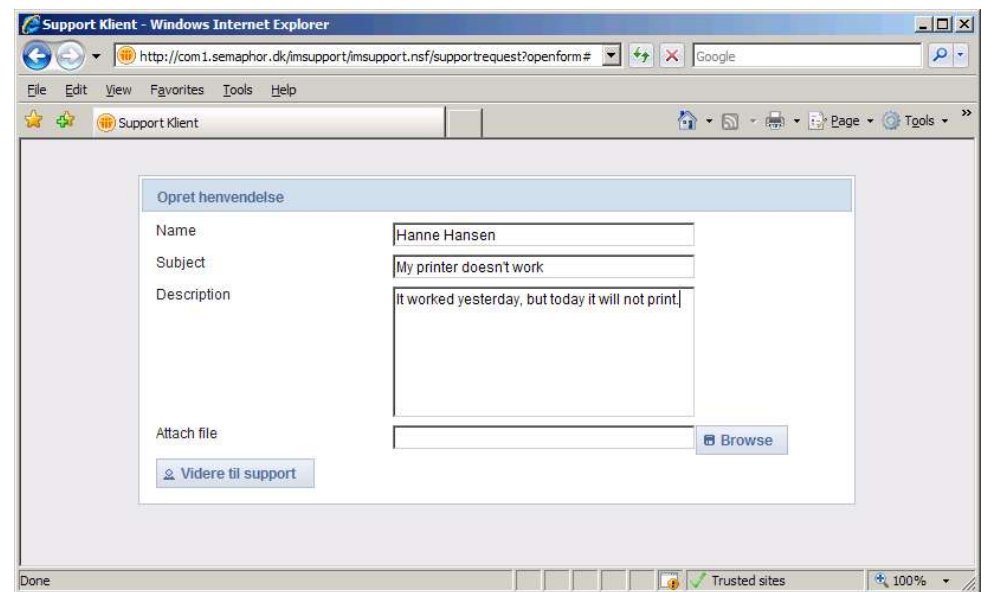 Support Klient - Windows Internet Explorer
http://com1.semaphor.dk/imsupport/imsupport.nsf/supportrequest?openform#
Google
File Edit View Favorites Tools Help
Support Klient
Page
Tools
»
Opret henvendelse
Name
Hanne Hansen
Subject
My printer doesn't work
Description
It worked yesterday, but today it will not print.
Attach file
Browse
Videre til support
Done
Trusted sites
100%